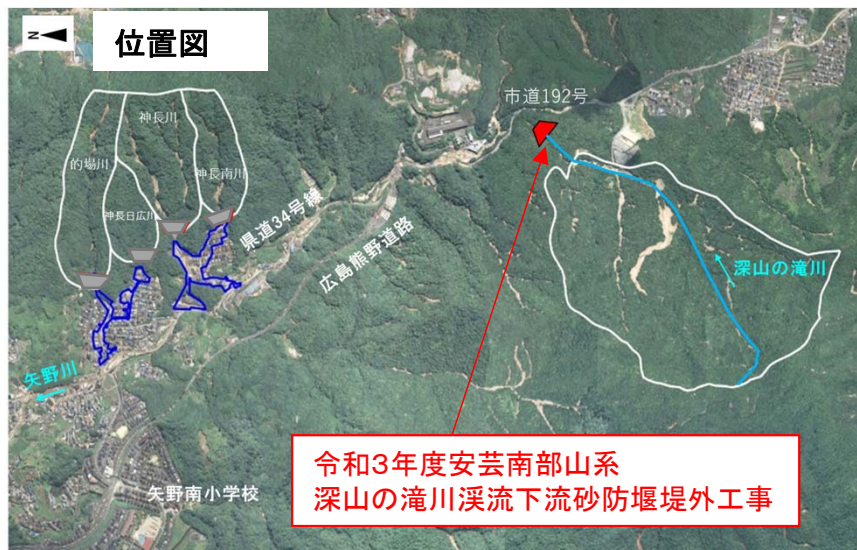 N
位置図
市道192号
神長川
的場川
神長南川
神長日広川
県道34号線
広島熊野道路
深山の滝川
矢野川
矢野南小学校
令和3年度安芸南部山系
深山の滝川渓流下流砂防堰堤外工事